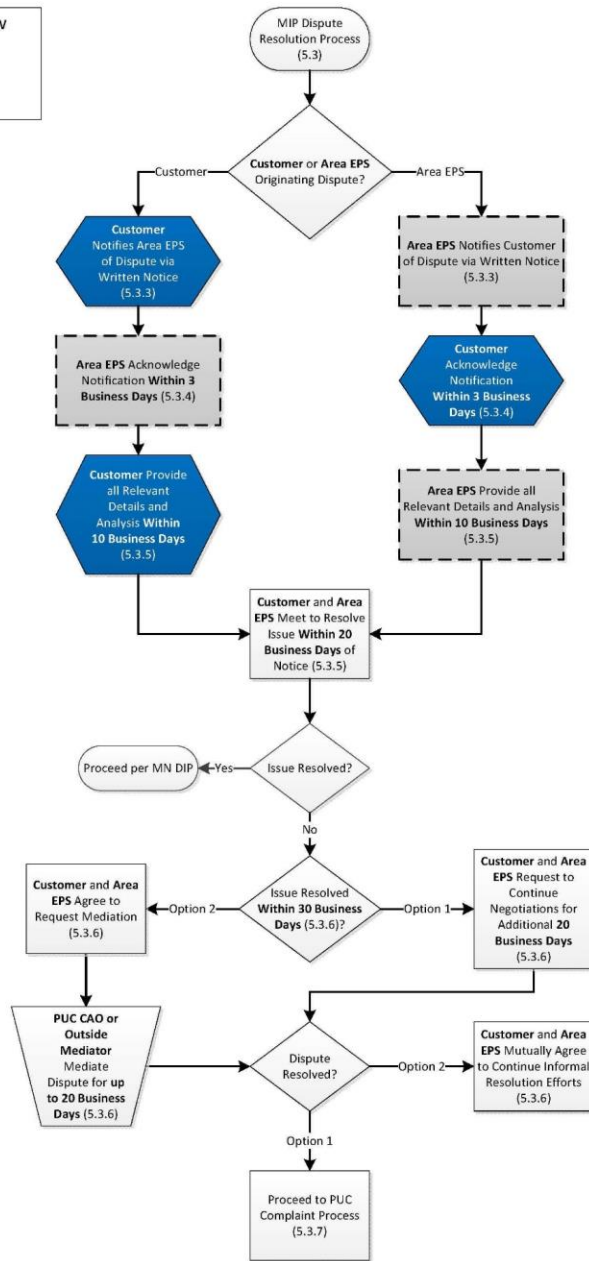 MIP Dispute
Resolution Process
(5.3)
Customer or Area EPS
Originating Dispute?
Customer
Area EPS
Customer
Notifies Area EPS
of Dispute via
Written Notice
(5.3.3)
Area EPS Notifies Customer
of Dispute via Written Notice
(5.3.3)
Area EPS Acknowledge
Notification Within 3
Business Days (5.3.4)
Customer
Acknowledge
Notification
Within 3 Business
Days (5.3.4)
Customer Provide
all Relevant
Details and
Analysis Within
10 Business Days
(5.3.5)
Area EPS Provide all
Relevant Details and Analysis
Within 10 Business Days
(5.3.5)
Customer and Area
EPS Meet to Resolve
Issue Within 20
Business Days of
Notice (5.3.5)
Issue Resolved?
Yes
Proceed per MN DIP
No
Issue Resolved
Within 30 Business
Days (5.3.6)?
Option 2
Option 1
Customer and Area
EPS Agree to
Request Mediation
(5.3.6)
Customer and Area
EPS Request to
Continue
Negotiations for
Additional 20
Business Days
(5.3.6)
PUC CAO or
Outside
Mediator
Mediate
Dispute for up
to 20 Business
Days (5.3.6)
Dispute
Resolved?
Option 2
Customer and Area
EPS Mutually Agree
to Continue Informal
Resolution Efforts
(5.3.6)
Option 1
Proceed to PUC
Complaint Process
(5.3.7)